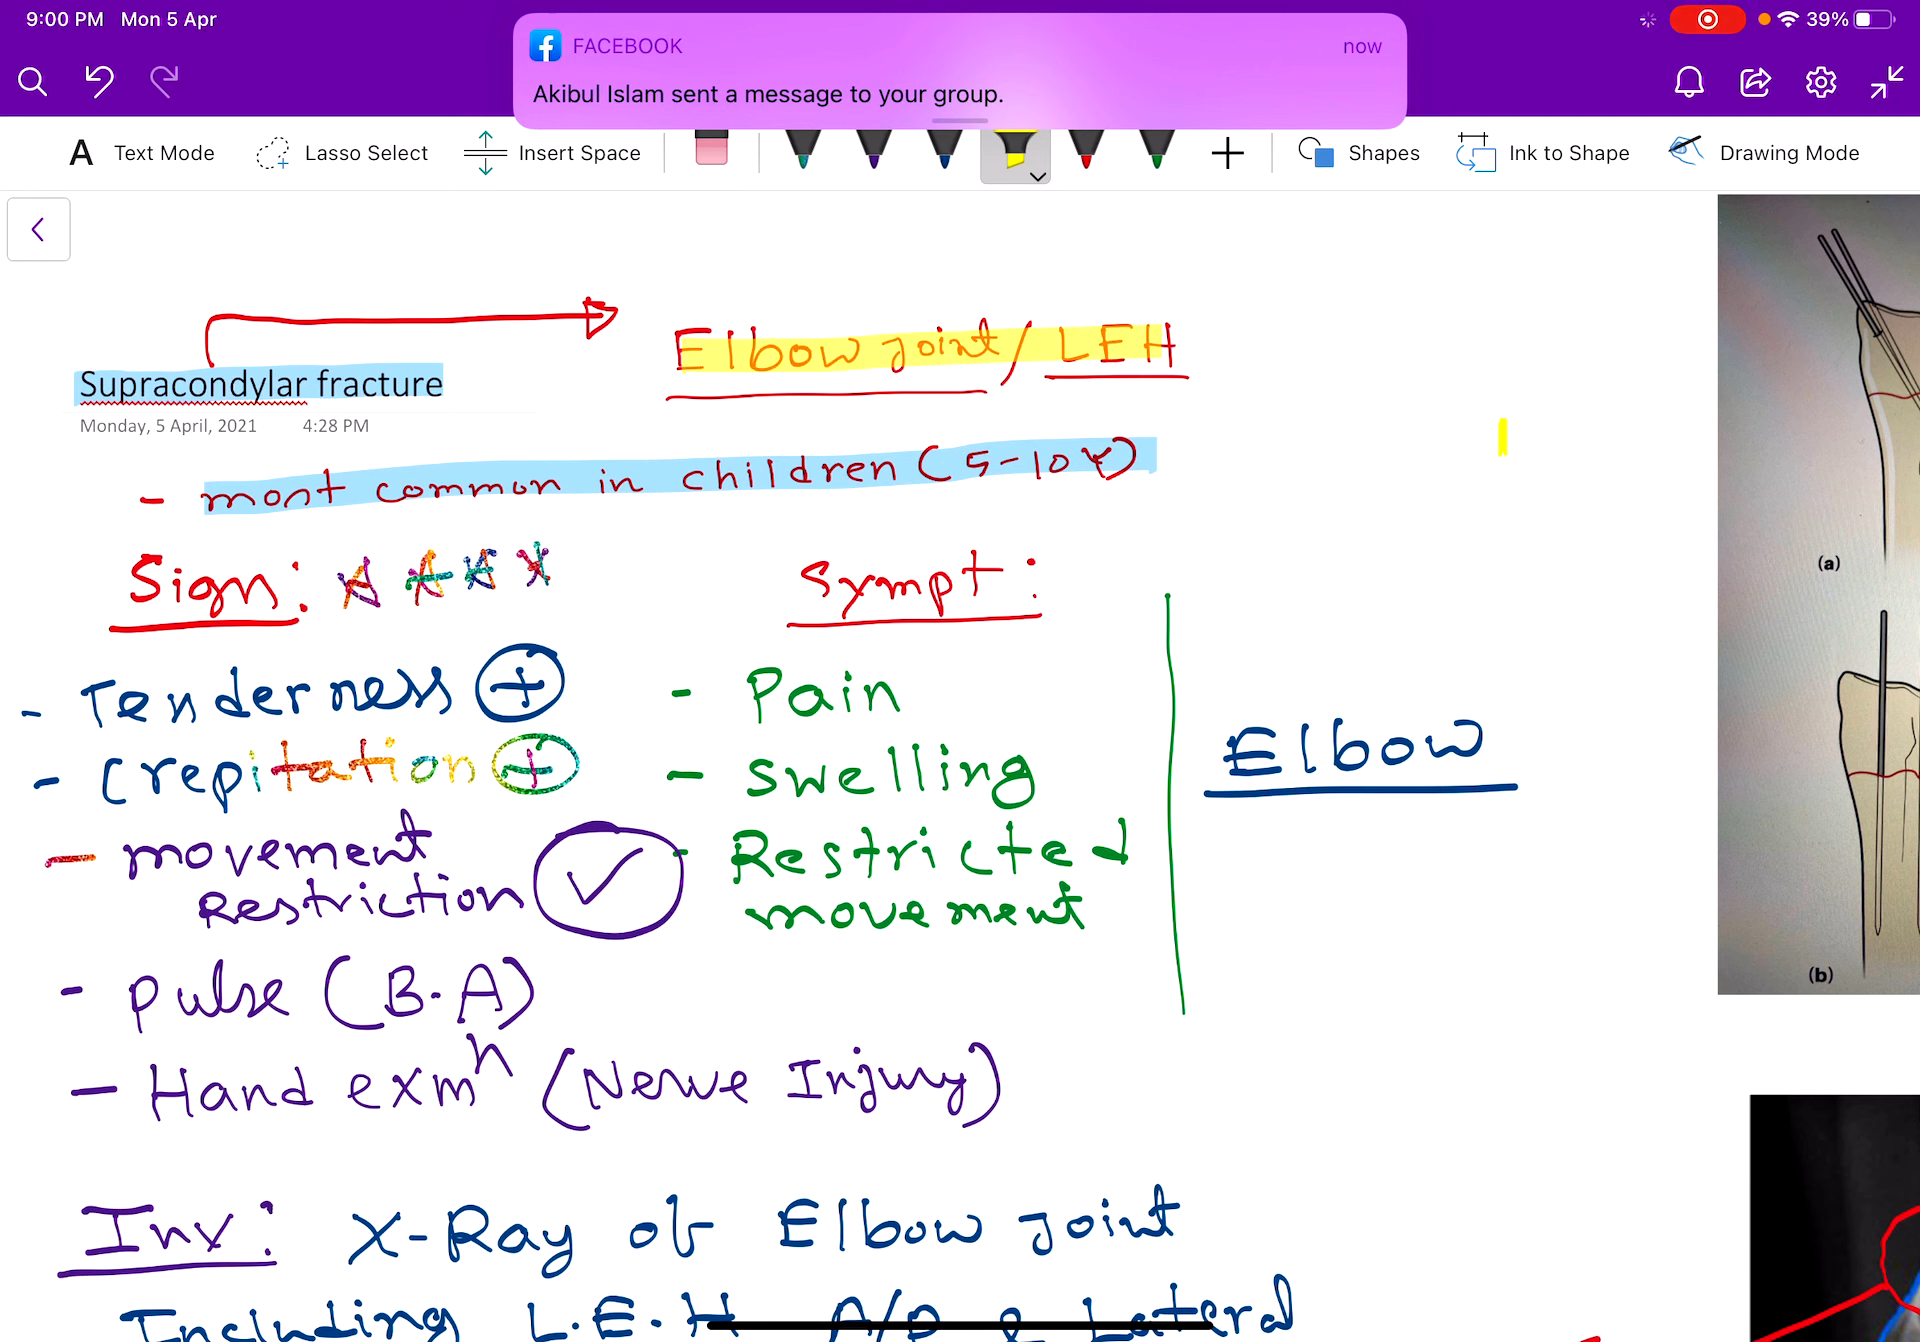 9:00 PM Mon 5 Apr
39%
FACEBOOK
now
Akibul Islam sent a message to your group.
A Text Mode Lasso Select Insert Space Shapes Ink to Shape Drawing Mode
Elbow joint / LEH
Supracondylar fracture
Monday, 5 April, 2021 4:28 PM
- most common in children (5-10Y)
Sign:
Sympt:
- Tenderness +
- Pain
- Crepitation +
- Swelling
Elbow
- movement
Restriction
- Restricted
movement
- pulse (B.A)
- Hand exmⁿ (Nerve Injury)
Inv: X-Ray of Elbow joint
Including L.E.H A/P & Lateral
(a)
(b)